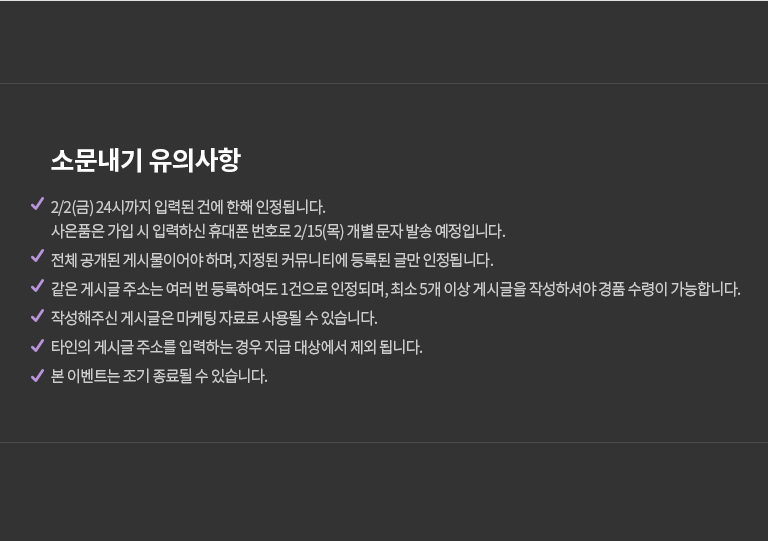 소문내기 유의사항
2/2(금) 24시까지 입력된 건에 한해 인정됩니다.
사은품은 가입 시 입력하신 휴대폰 번호로 2/15(목) 개별 문자 발송 예정입니다.
전체 공개된 게시물이어야 하며, 지정된 커뮤니티에 등록된 글만 인정됩니다.
같은 게시글 주소는 여러 번 등록하여도 1건으로 인정되며, 최소 5개 이상 게시글을 작성하셔야 경품 수령이 가능합니다.
작성해주신 게시글은 마케팅 자료로 사용될 수 있습니다.
타인의 게시글 주소를 입력하는 경우 지급 대상에서 제외 됩니다.
본 이벤트는 조기 종료될 수 있습니다.